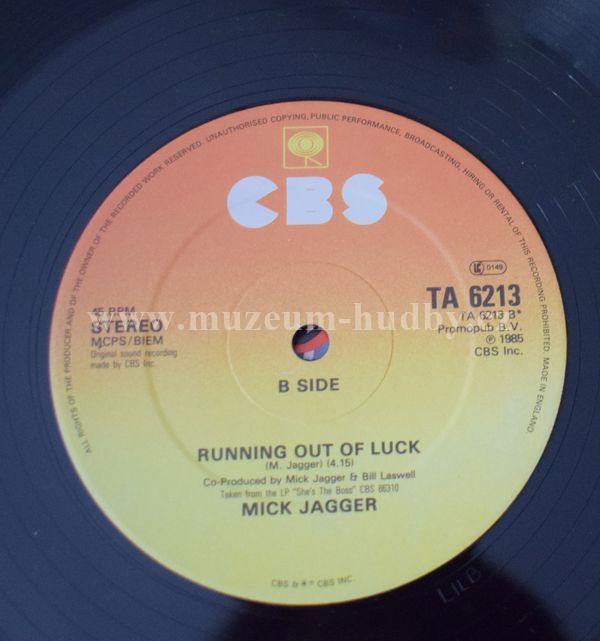 ALL RIGHTS OF THE PRODUCER AND OF THE OWNER OF THE RECORDED WORK RESERVED. UNAUTHORISED COPYING, PUBLIC PERFORMANCE, BROADCASTING, HIRING OR RENTAL OF THIS RECORDING PROHIBITED. MADE IN ENGLAND.
CBS
LC 0149
45 RPM
STEREO
MCPS/BIEM
Original sound recording
made by CBS Inc.
TA 6213
TA 6213 B*
Promopub B.V.
℗ 1985
CBS Inc.
www.muzeum-hudby
B SIDE
RUNNING OUT OF LUCK
(M. Jagger) (4.15)
Co-Produced by Mick Jagger & Bill Laswell
Taken from the LP "She's The Boss" CBS 86310
MICK JAGGER
CBS & ® CBS INC.